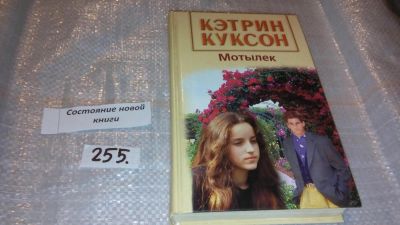 КЭТРИН
КУКСОН
Мотылек
Состояние новой
книги
255.